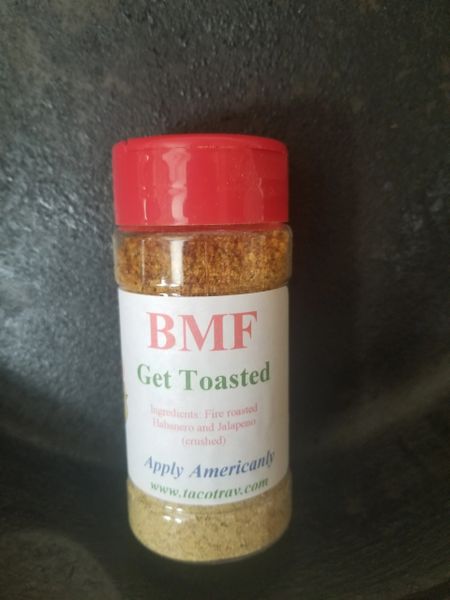 BMF
Get Toasted
Ingredients: Fire roasted
Habanero and Jalapeno
(crushed)
Apply Americanly
www.tacotrav.com